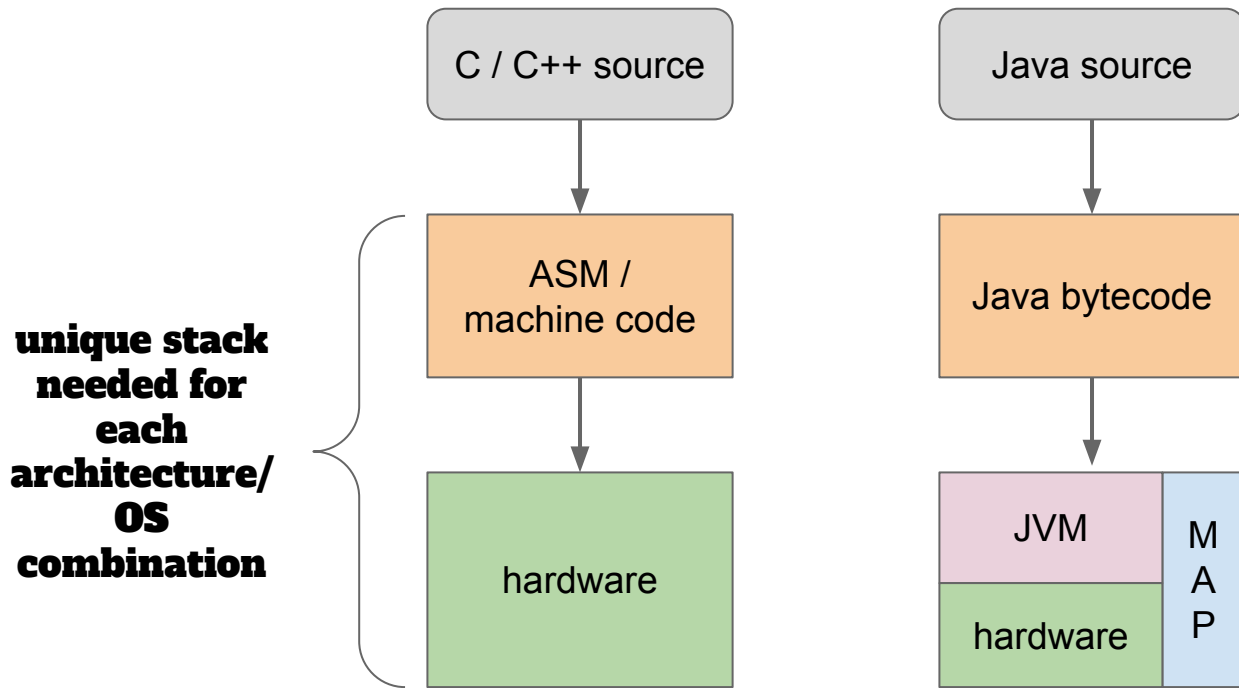 C / C++ source
Java source
ASM /
machine code
Java bytecode
unique stack
needed for
each
architecture/
OS
combination
hardware
JVM
hardware
M
A
P